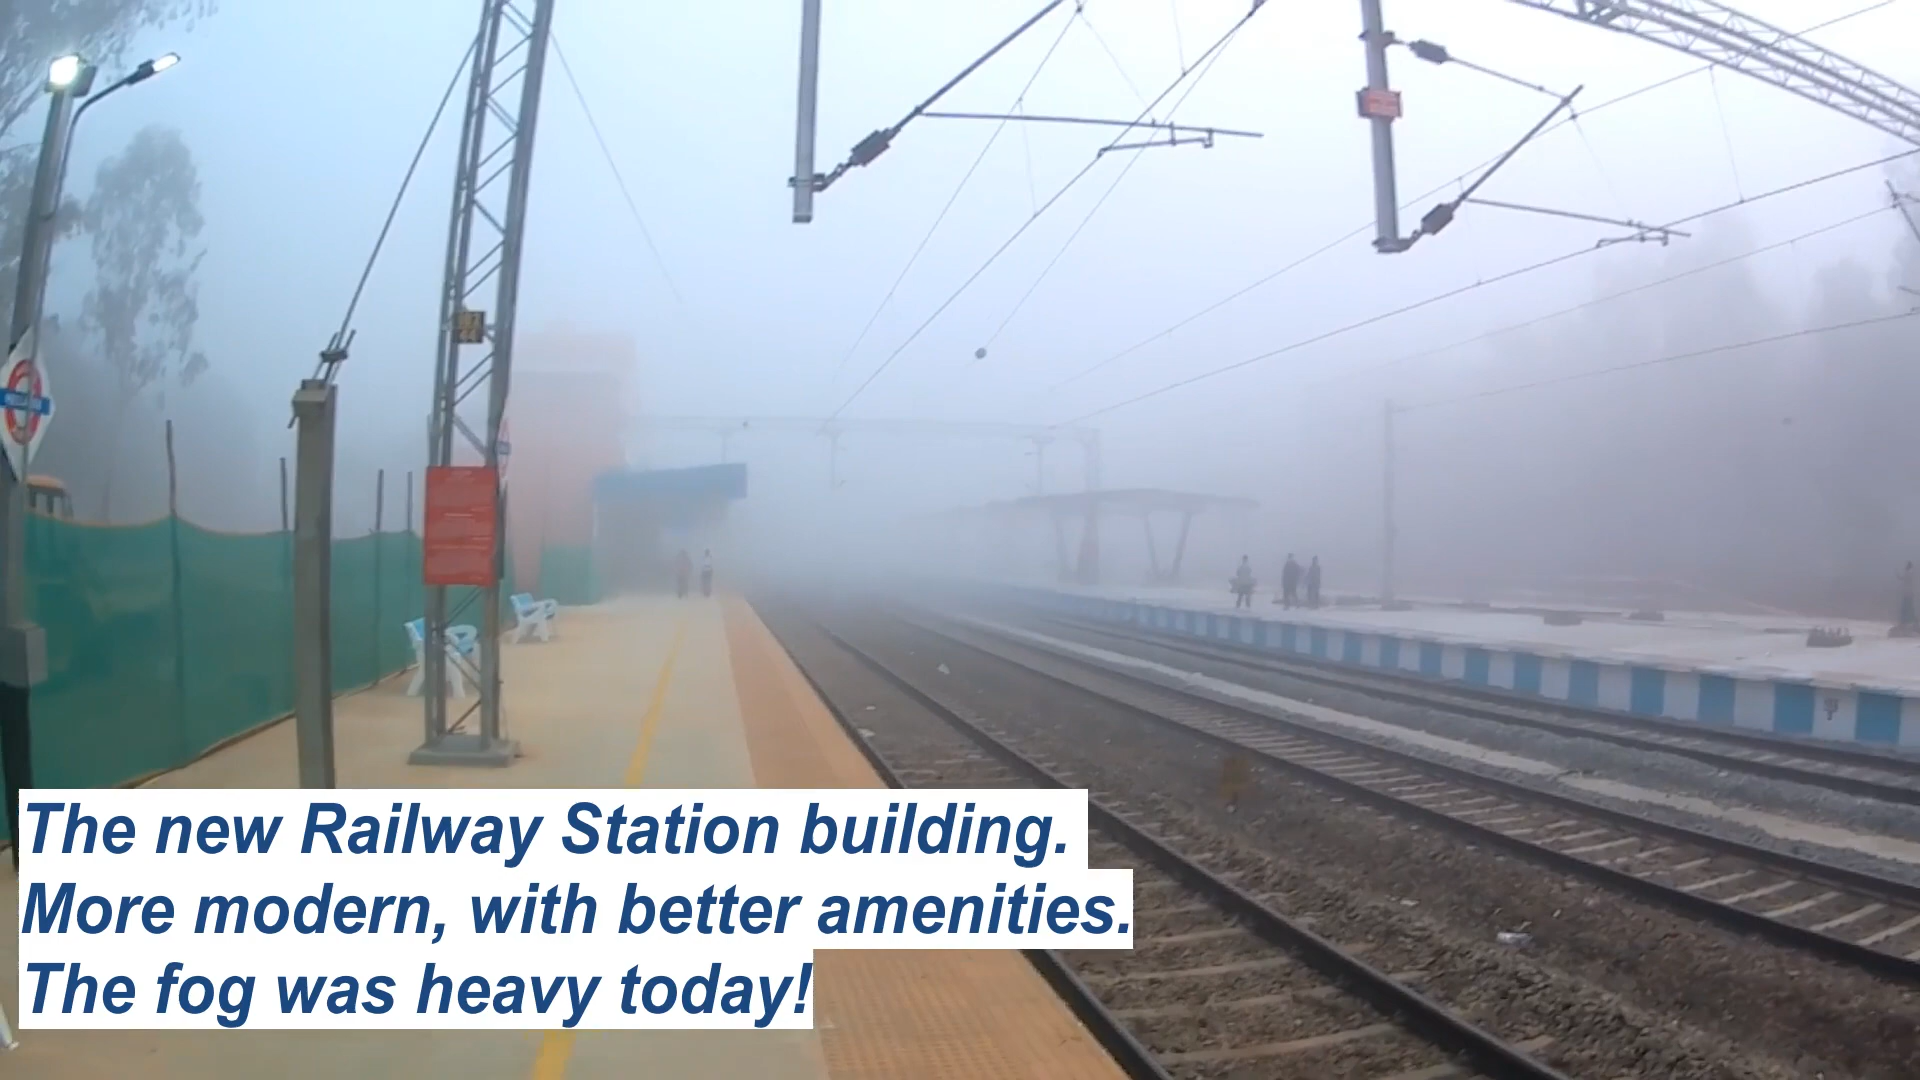 The new Railway Station building.
More modern, with better amenities.
The fog was heavy today!